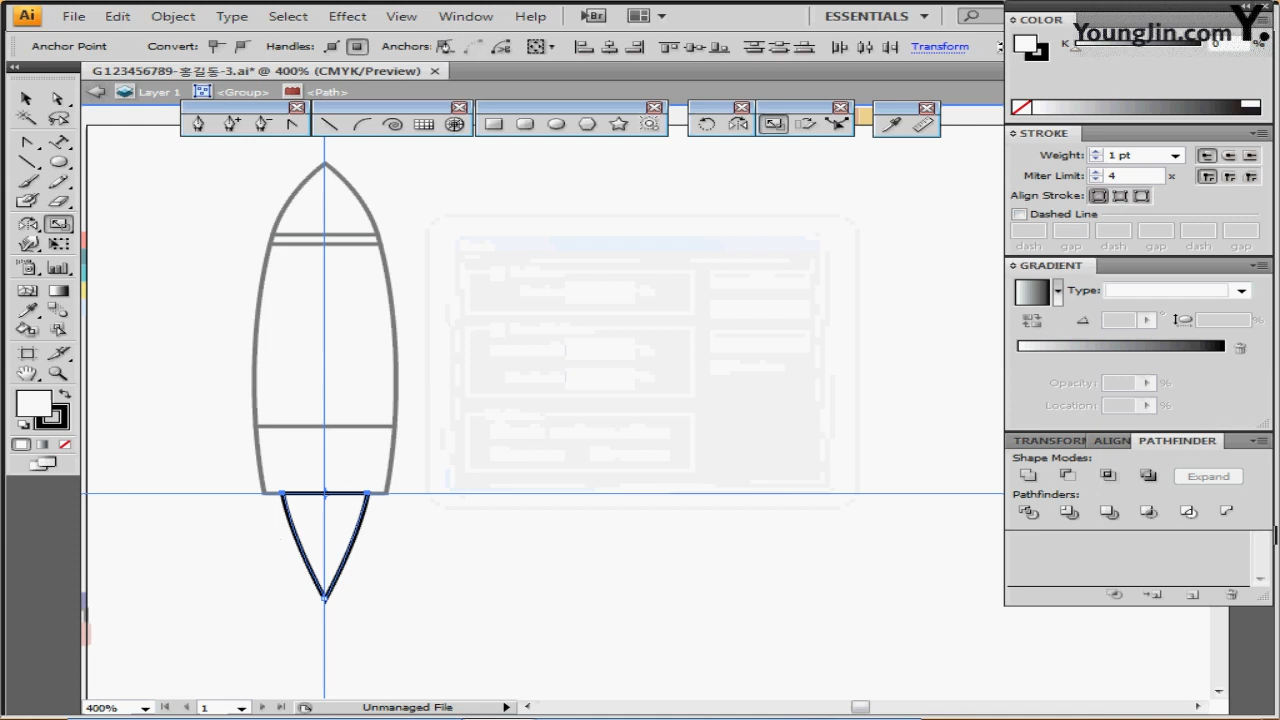 Ai File Edit Object Type Select Effect View Window Help Br ESSENTIALS
Anchor Point Convert: Handles: Anchors: Transform
COLOR
K 0 %
YoungJin.com Y.
G123456789-홍길동-3.ai* @ 400% (CMYK/Preview)
Layer 1 <Group> <Path>
STROKE
Weight: 1 pt
Miter Limit: 4 x
Align Stroke:
Dashed Line
dash gap dash gap dash gap
GRADIENT
Type:
Opacity: %
Location: %
TRANSFORM ALIGN PATHFINDER
Shape Modes:
Expand
Pathfinders:
400% 1 Unmanaged File